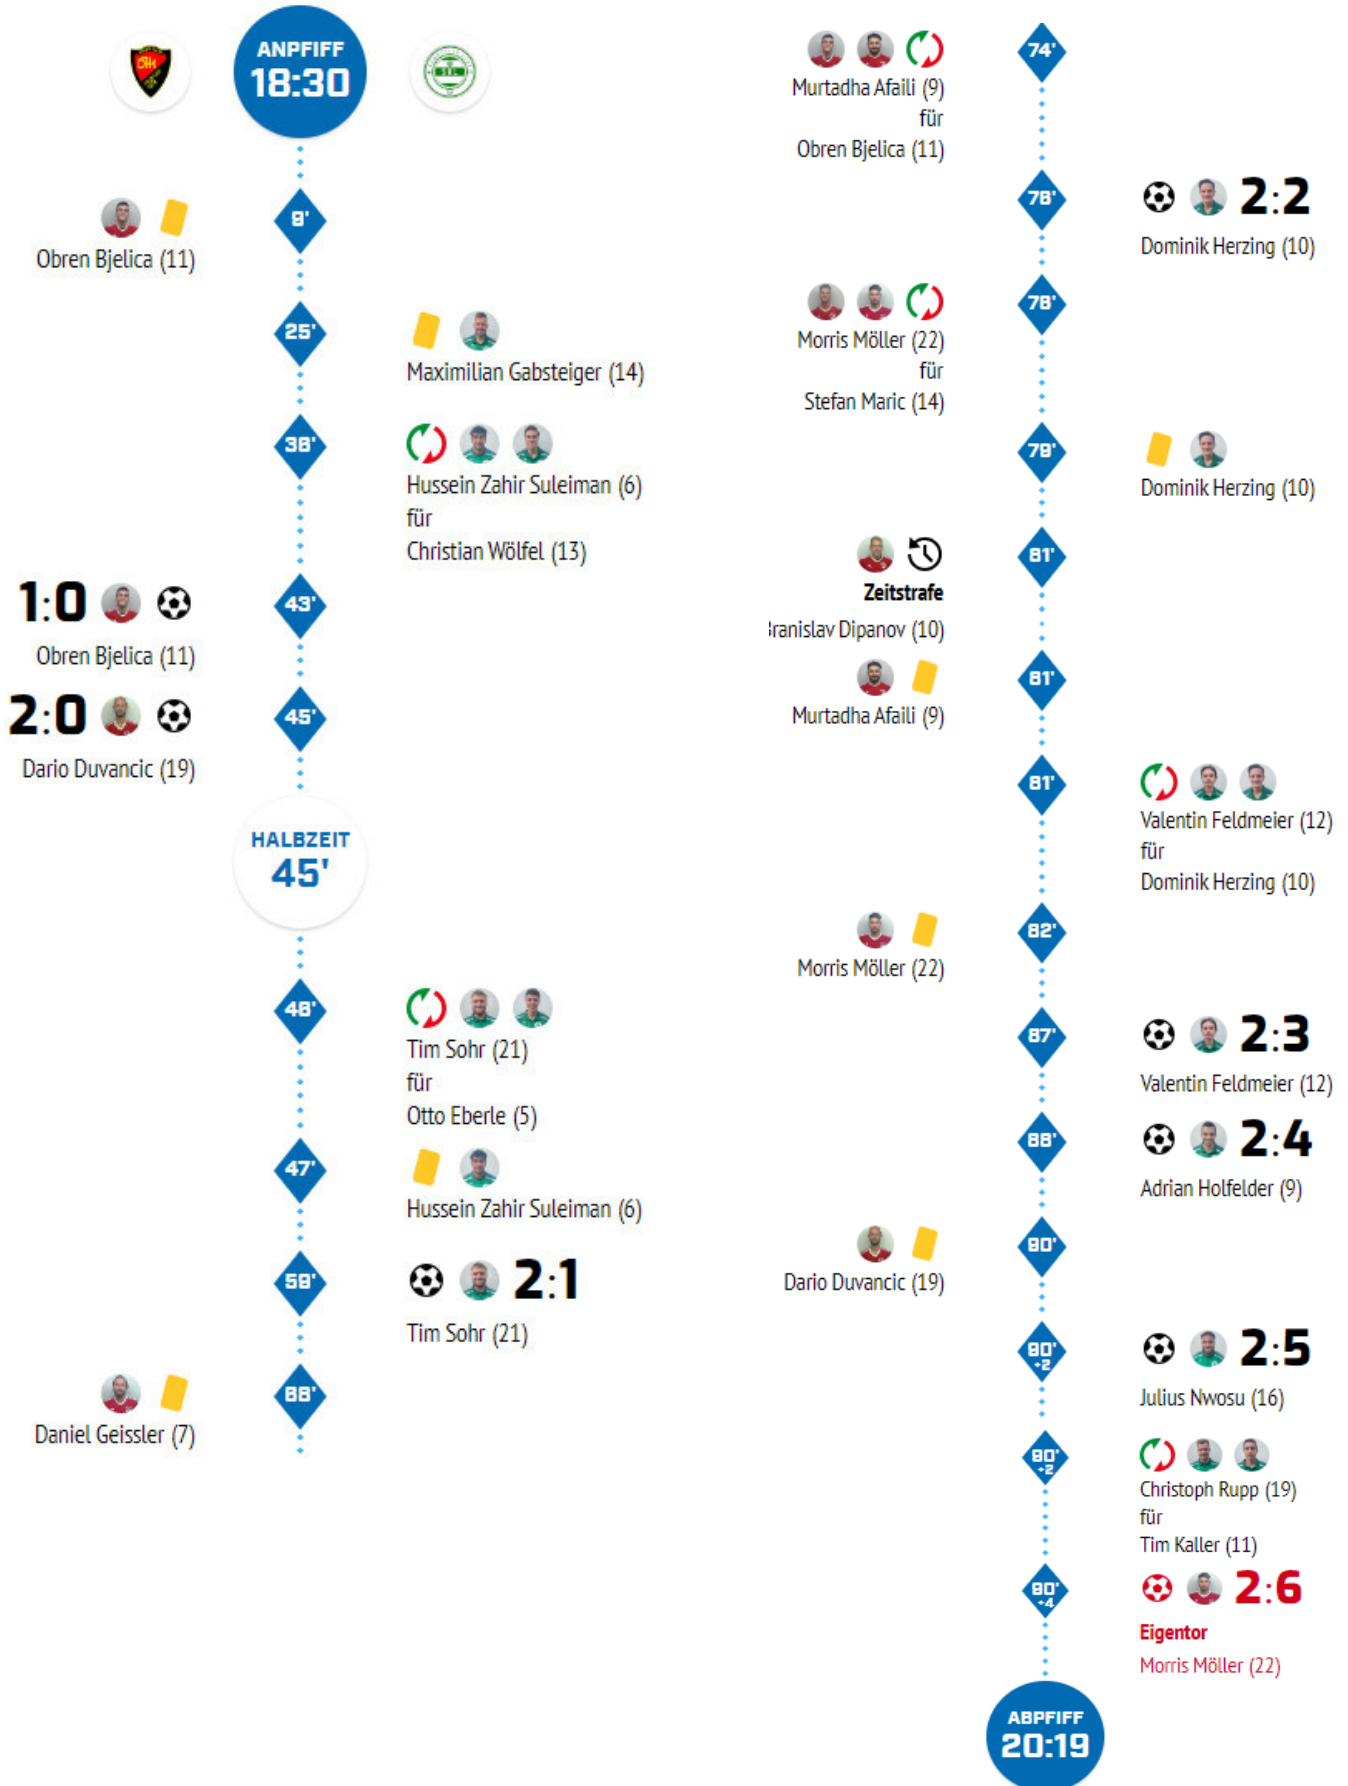 ANPFIFF
18:30
9'
Obren Bjelica (11)
25'
Maximilian Gabsteiger (14)
38'
Hussein Zahir Suleiman (6)
für
Christian Wölfel (13)
1:0
43'
Obren Bjelica (11)
2:0
45'
Dario Duvancic (19)
HALBZEIT
45'
46'
Tim Sohr (21)
für
Otto Eberle (5)
47'
Hussein Zahir Suleiman (6)
59'
2:1
Tim Sohr (21)
68'
Daniel Geissler (7)
74'
Murtadha Afaili (9)
für
Obren Bjelica (11)
78'
2:2
Dominik Herzing (10)
78'
Morris Möller (22)
für
Stefan Maric (14)
79'
Dominik Herzing (10)
81'
Zeitstrafe
ranislav Dipanov (10)
81'
Murtadha Afaili (9)
81'
Valentin Feldmeier (12)
für
Dominik Herzing (10)
82'
Morris Möller (22)
87'
2:3
Valentin Feldmeier (12)
88'
2:4
Adrian Holfelder (9)
90'
Dario Duvancic (19)
90'
+2
2:5
Julius Nwosu (16)
90'
+2
Christoph Rupp (19)
für
Tim Kaller (11)
90'
+4
2:6
Eigentor
Morris Möller (22)
ABPFIFF
20:19